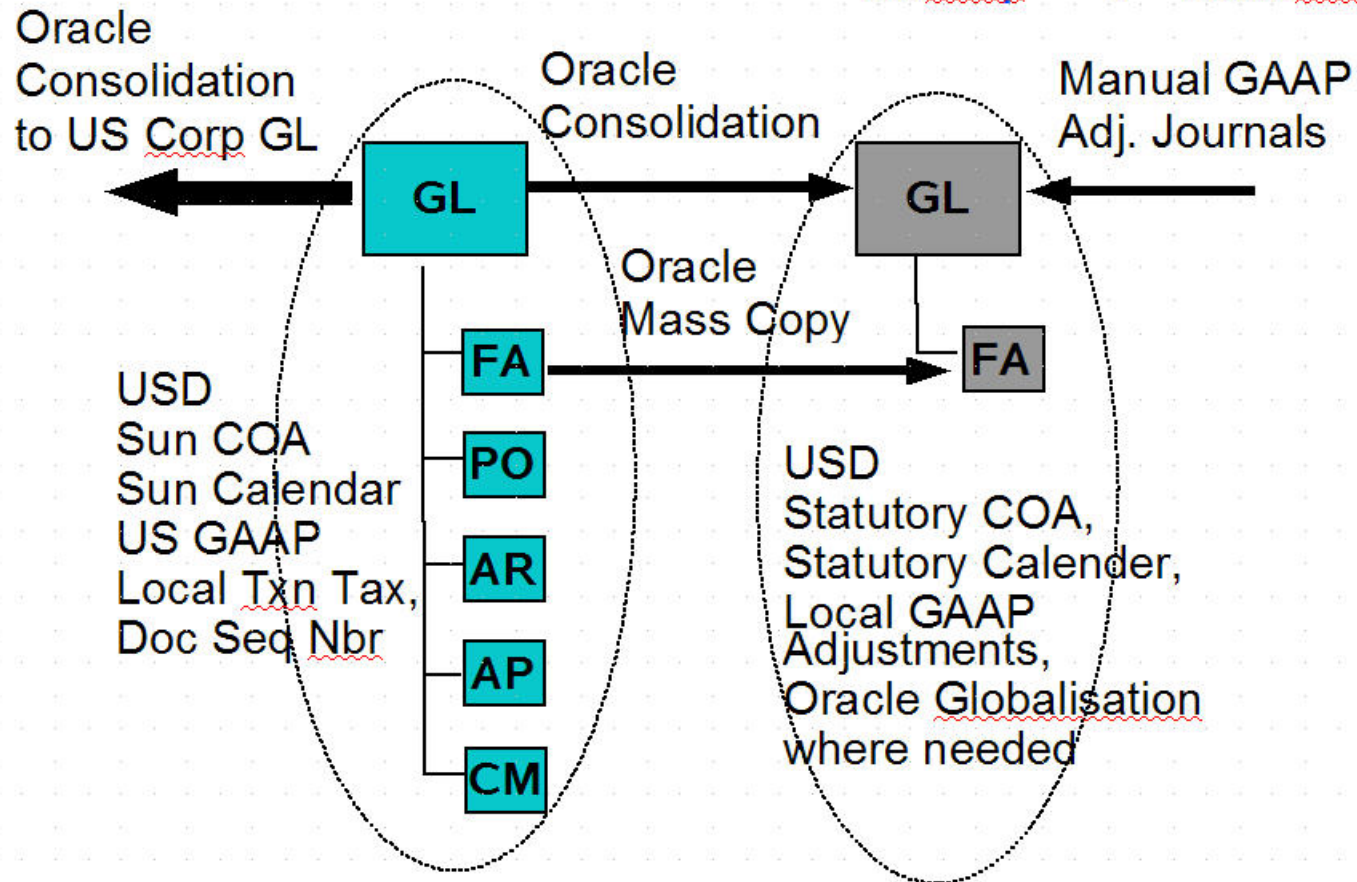 Oracle
Consolidation
to US Corp GL
Oracle
Consolidation
Manual GAAP
Adj. Journals
GL
GL
Oracle
Mass Copy
FA
FA
PO
AR
AP
CM
USD
Sun COA
Sun Calendar
US GAAP
Local Txn Tax,
Doc Seq Nbr
USD
Statutory COA,
Statutory Calender,
Local GAAP
Adjustments,
Oracle Globalisation
where needed